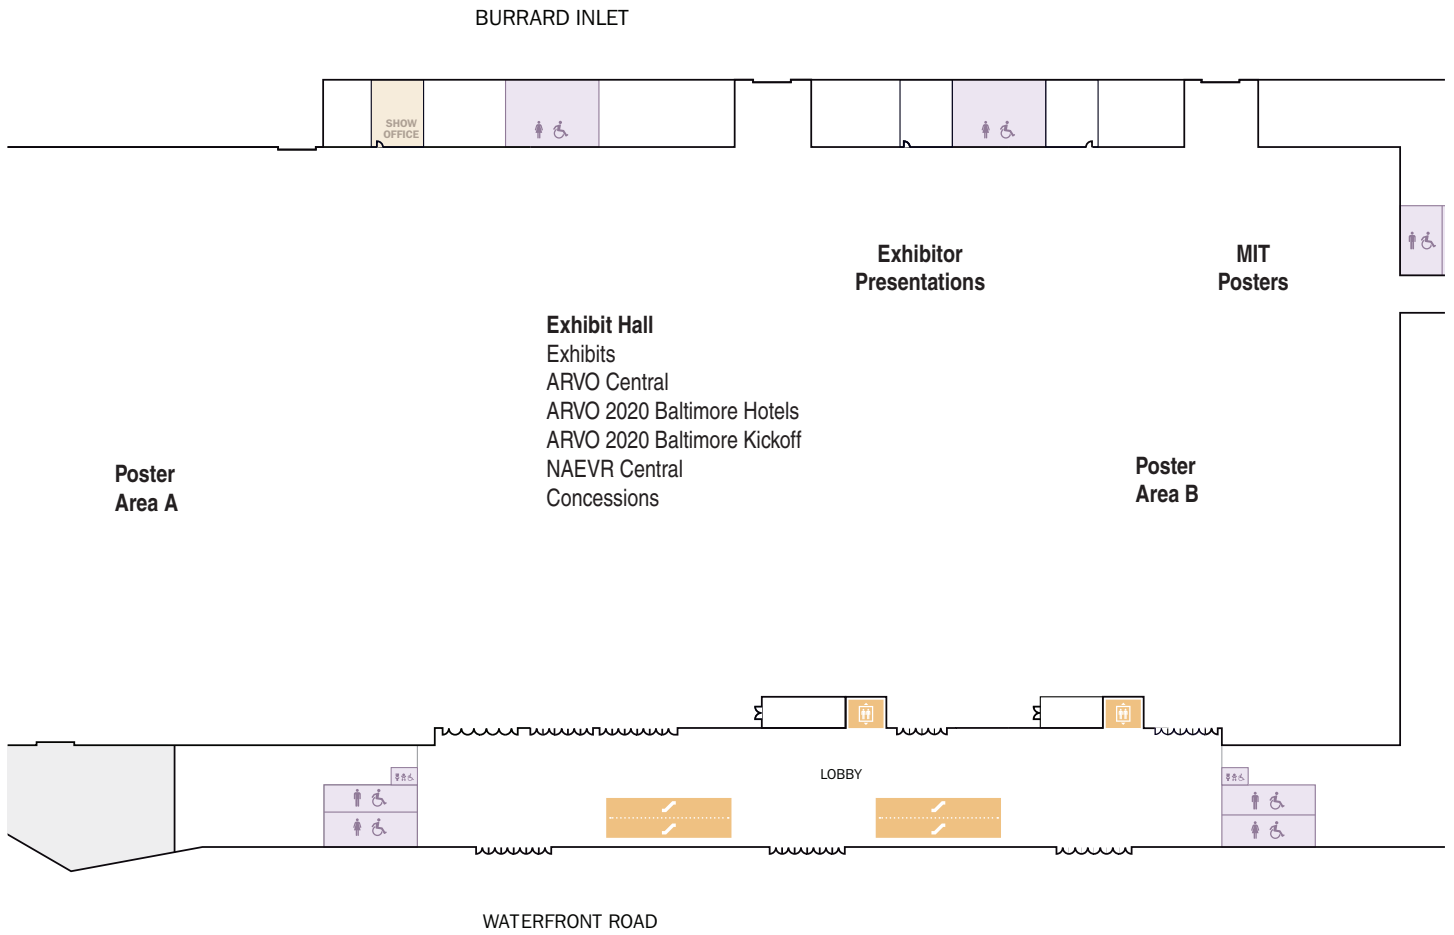 BURRARD INLET
SHOW
OFFICE
Exhibitor
Presentations
MIT
Posters
Exhibit Hall
Exhibits
ARVO Central
ARVO 2020 Baltimore Hotels
ARVO 2020 Baltimore Kickoff
NAEVR Central
Concessions
Poster
Area A
Poster
Area B
LOBBY
WATERFRONT ROAD